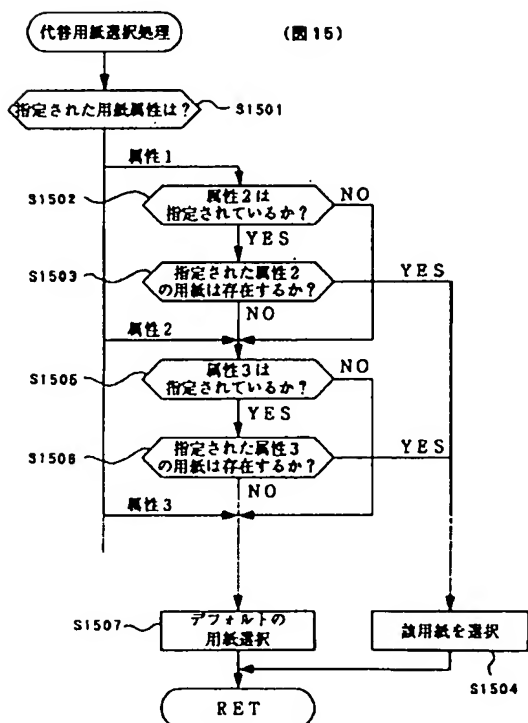 代替用紙選択処理
(図15)
指定された用紙属性は?
S1501
属性1
S1502
属性2は
指定されているか?
NO
YES
S1503
指定された属性2
の用紙は存在するか?
YES
NO
属性2
S1505
属性3は
指定されているか?
NO
YES
S1506
指定された属性3
の用紙は存在するか?
YES
NO
属性3
S1507
デフォルトの
用紙選択
該用紙を選択
S1504
RET